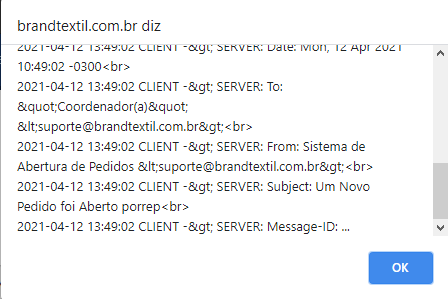 brandtextil.com.br diz
2021-04-12 13:49:02 CLIENT -&gt; SERVER: Date: Mon, 12 Apr 2021
10:49:02 -0300<br>
2021-04-12 13:49:02 CLIENT -&gt; SERVER: To:
&quot;Coordenador(a)&quot;
&lt;suporte@brandtextil.com.br&gt;<br>
2021-04-12 13:49:02 CLIENT -&gt; SERVER: From: Sistema de
Abertura de Pedidos &lt;suporte@brandtextil.com.br&gt;<br>
2021-04-12 13:49:02 CLIENT -&gt; SERVER: Subject: Um Novo
Pedido foi Aberto porrep<br>
2021-04-12 13:49:02 CLIENT -&gt; SERVER: Message-ID: ...
OK